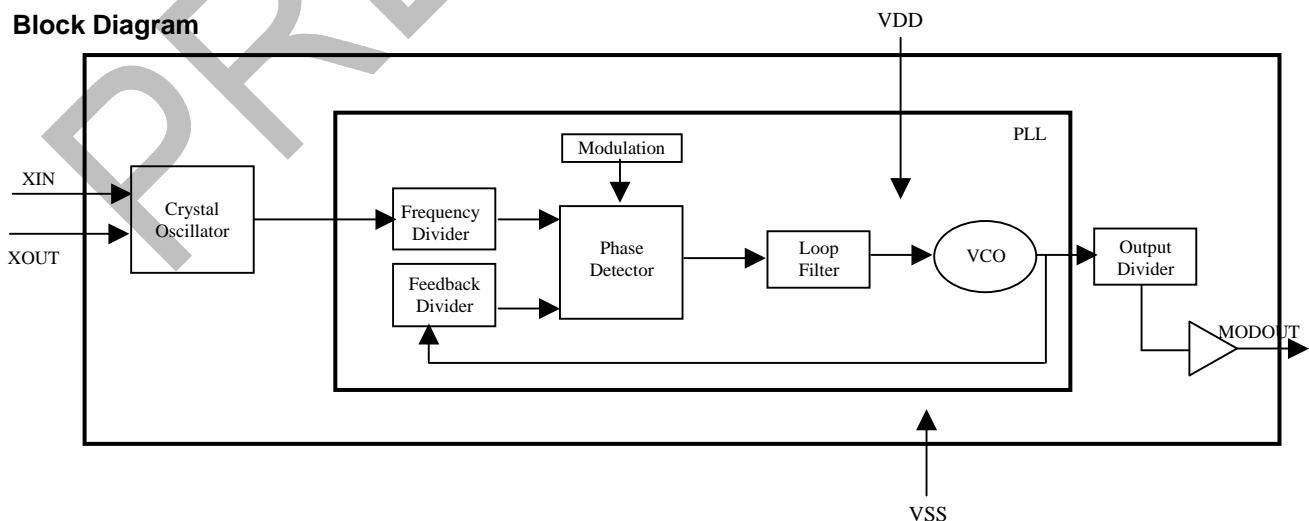 Block Diagram
VDD
PLL
Modulation
XIN
Crystal
Oscillator
XOUT
Frequency
Divider
Feedback
Divider
Phase
Detector
Loop
Filter
VCO
Output
Divider
MODOUT
VSS
PRE